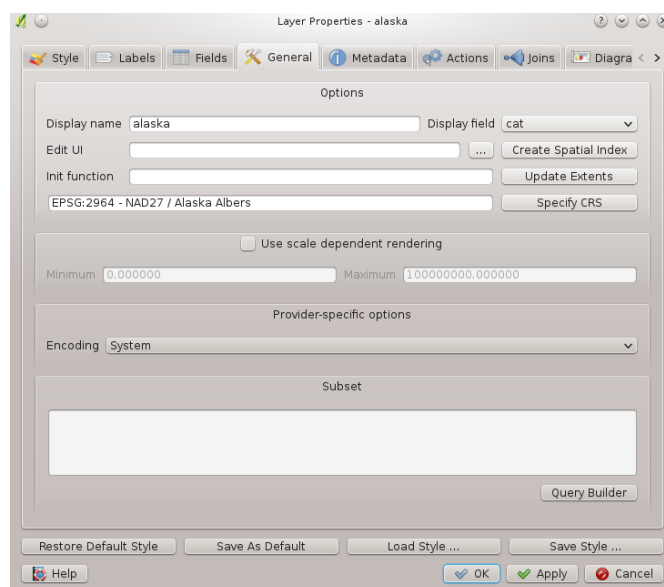 Layer Properties - alaska
Style Labels Fields General Metadata Actions Joins Diagra
Options
Display name alaska Display field cat
Edit UI ... Create Spatial Index
Init function Update Extents
EPSG:2964 - NAD27 / Alaska Albers Specify CRS
Use scale dependent rendering
Minimum 0.000000 Maximum 100000000.000000
Provider-specific options
Encoding System
Subset
Query Builder
Restore Default Style Save As Default Load Style ... Save Style ...
Help OK Apply Cancel